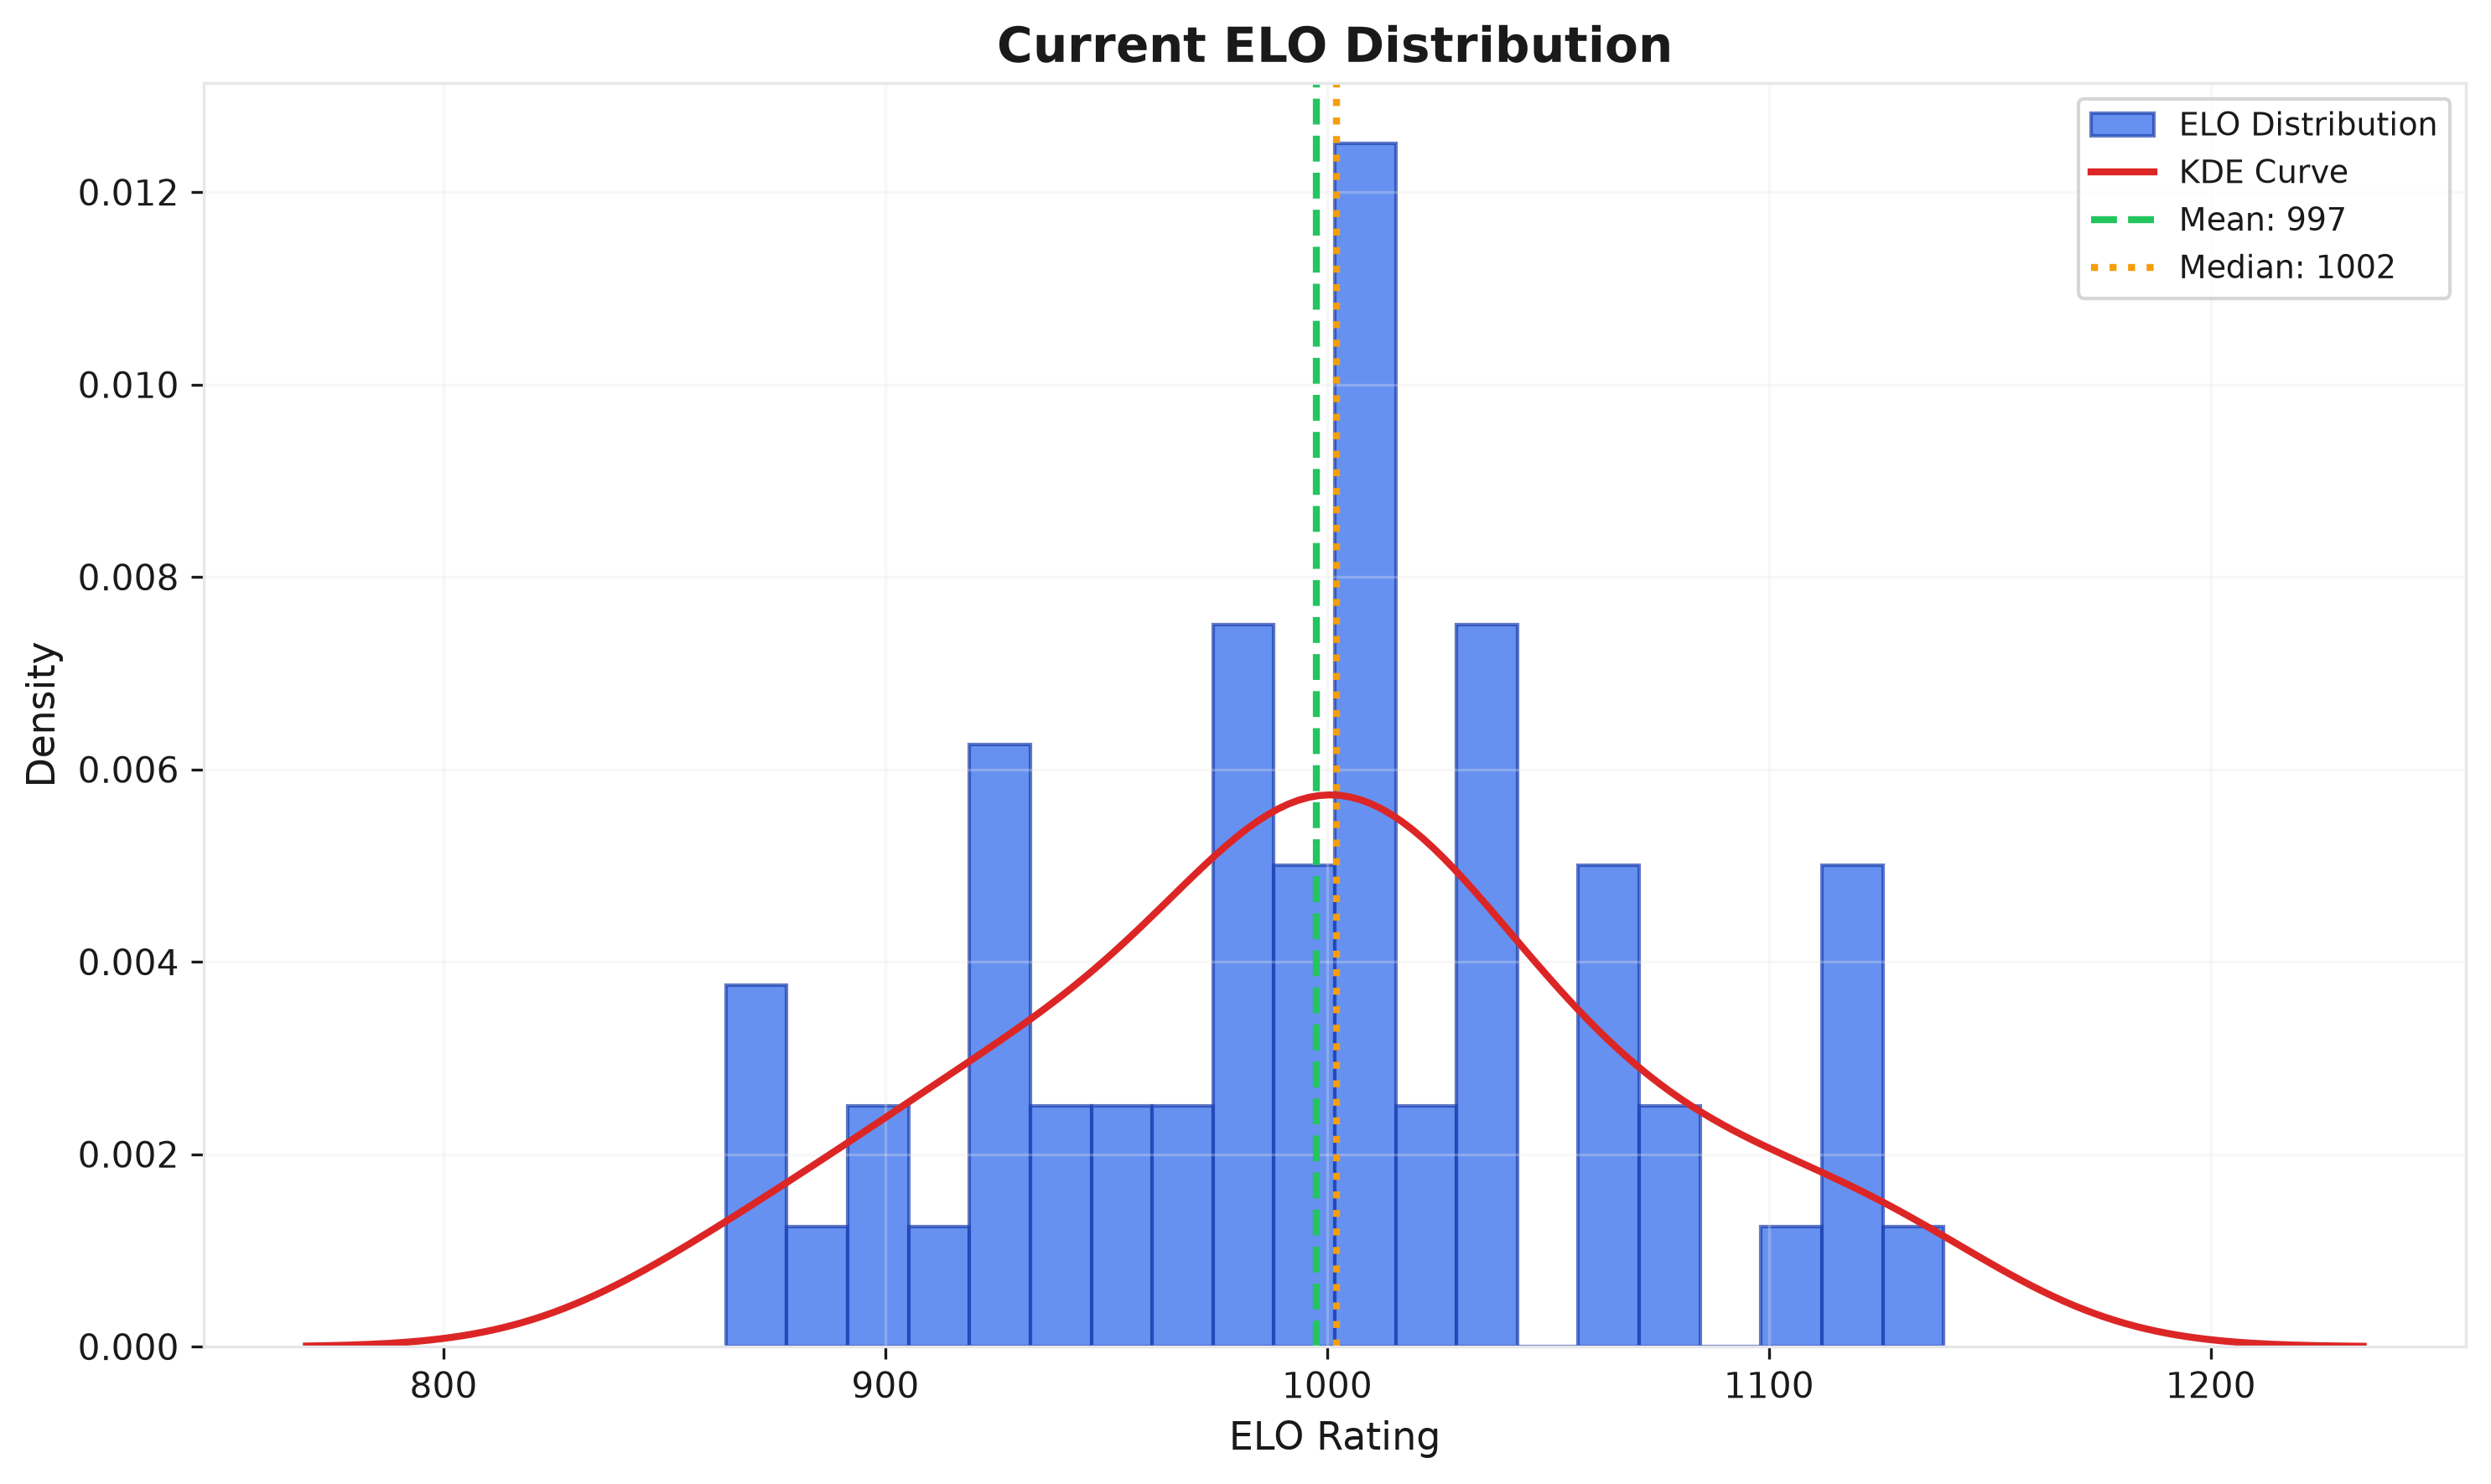 Current ELO Distribution
ELO Distribution
KDE Curve
Mean: 997
Median: 1002
0.012
0.010
0.008
0.006
0.004
0.002
0.000
Density
800 900 1000 1100 1200
ELO Rating